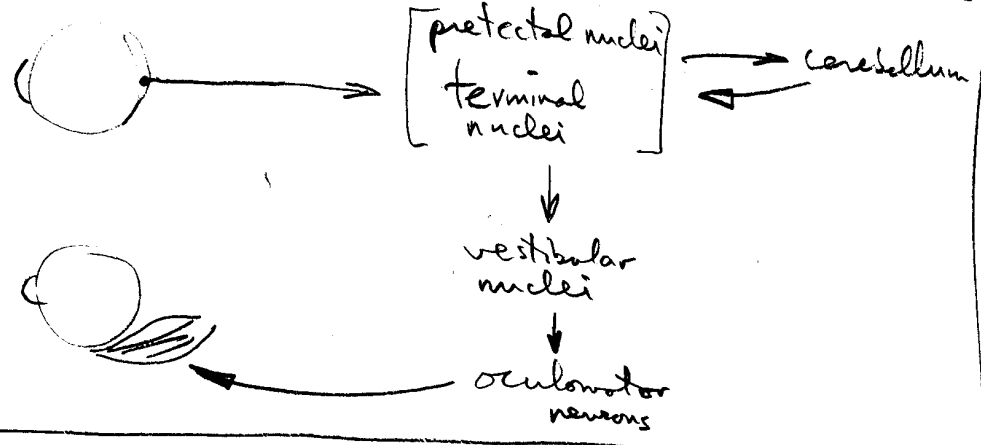 pretectal nuclei
terminal
nuclei
cerebellum
vestibular
nuclei
oculomotor
neurons